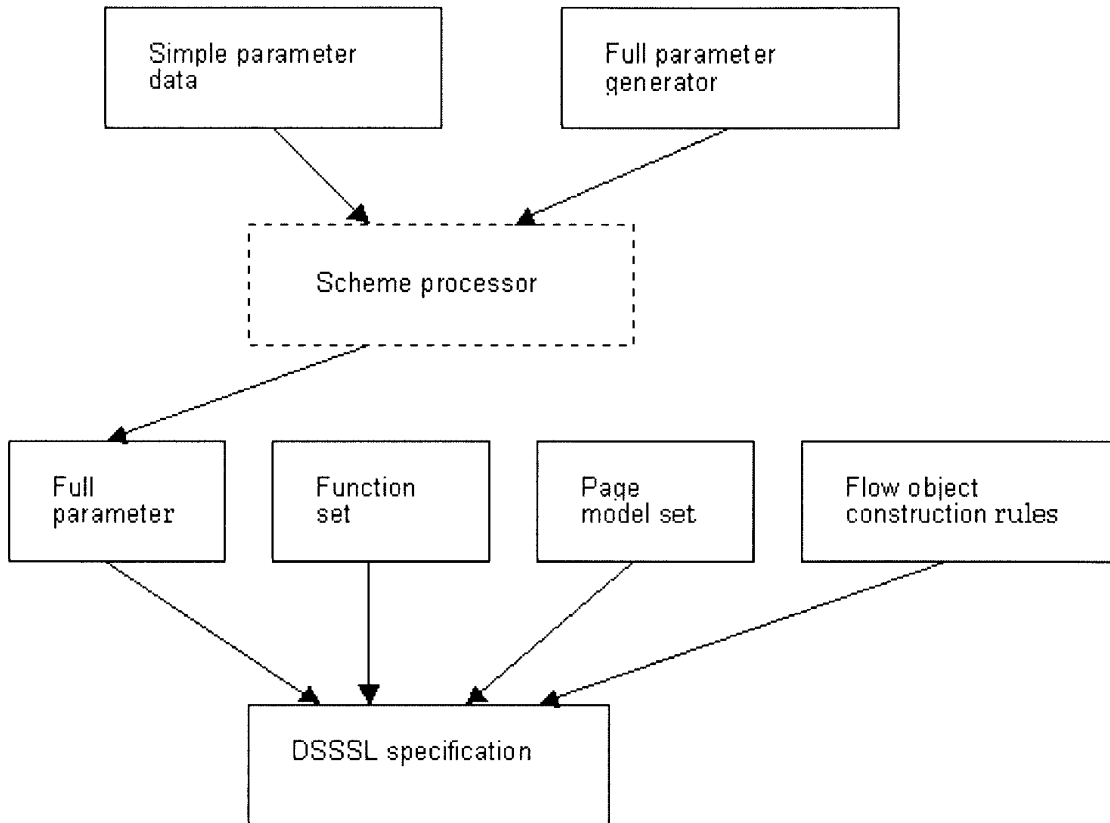 Simple parameter
data
Full parameter
generator
Scheme processor
Full
parameter
Function
set
Page
model set
Flow object
construction rules
DSSSL specification